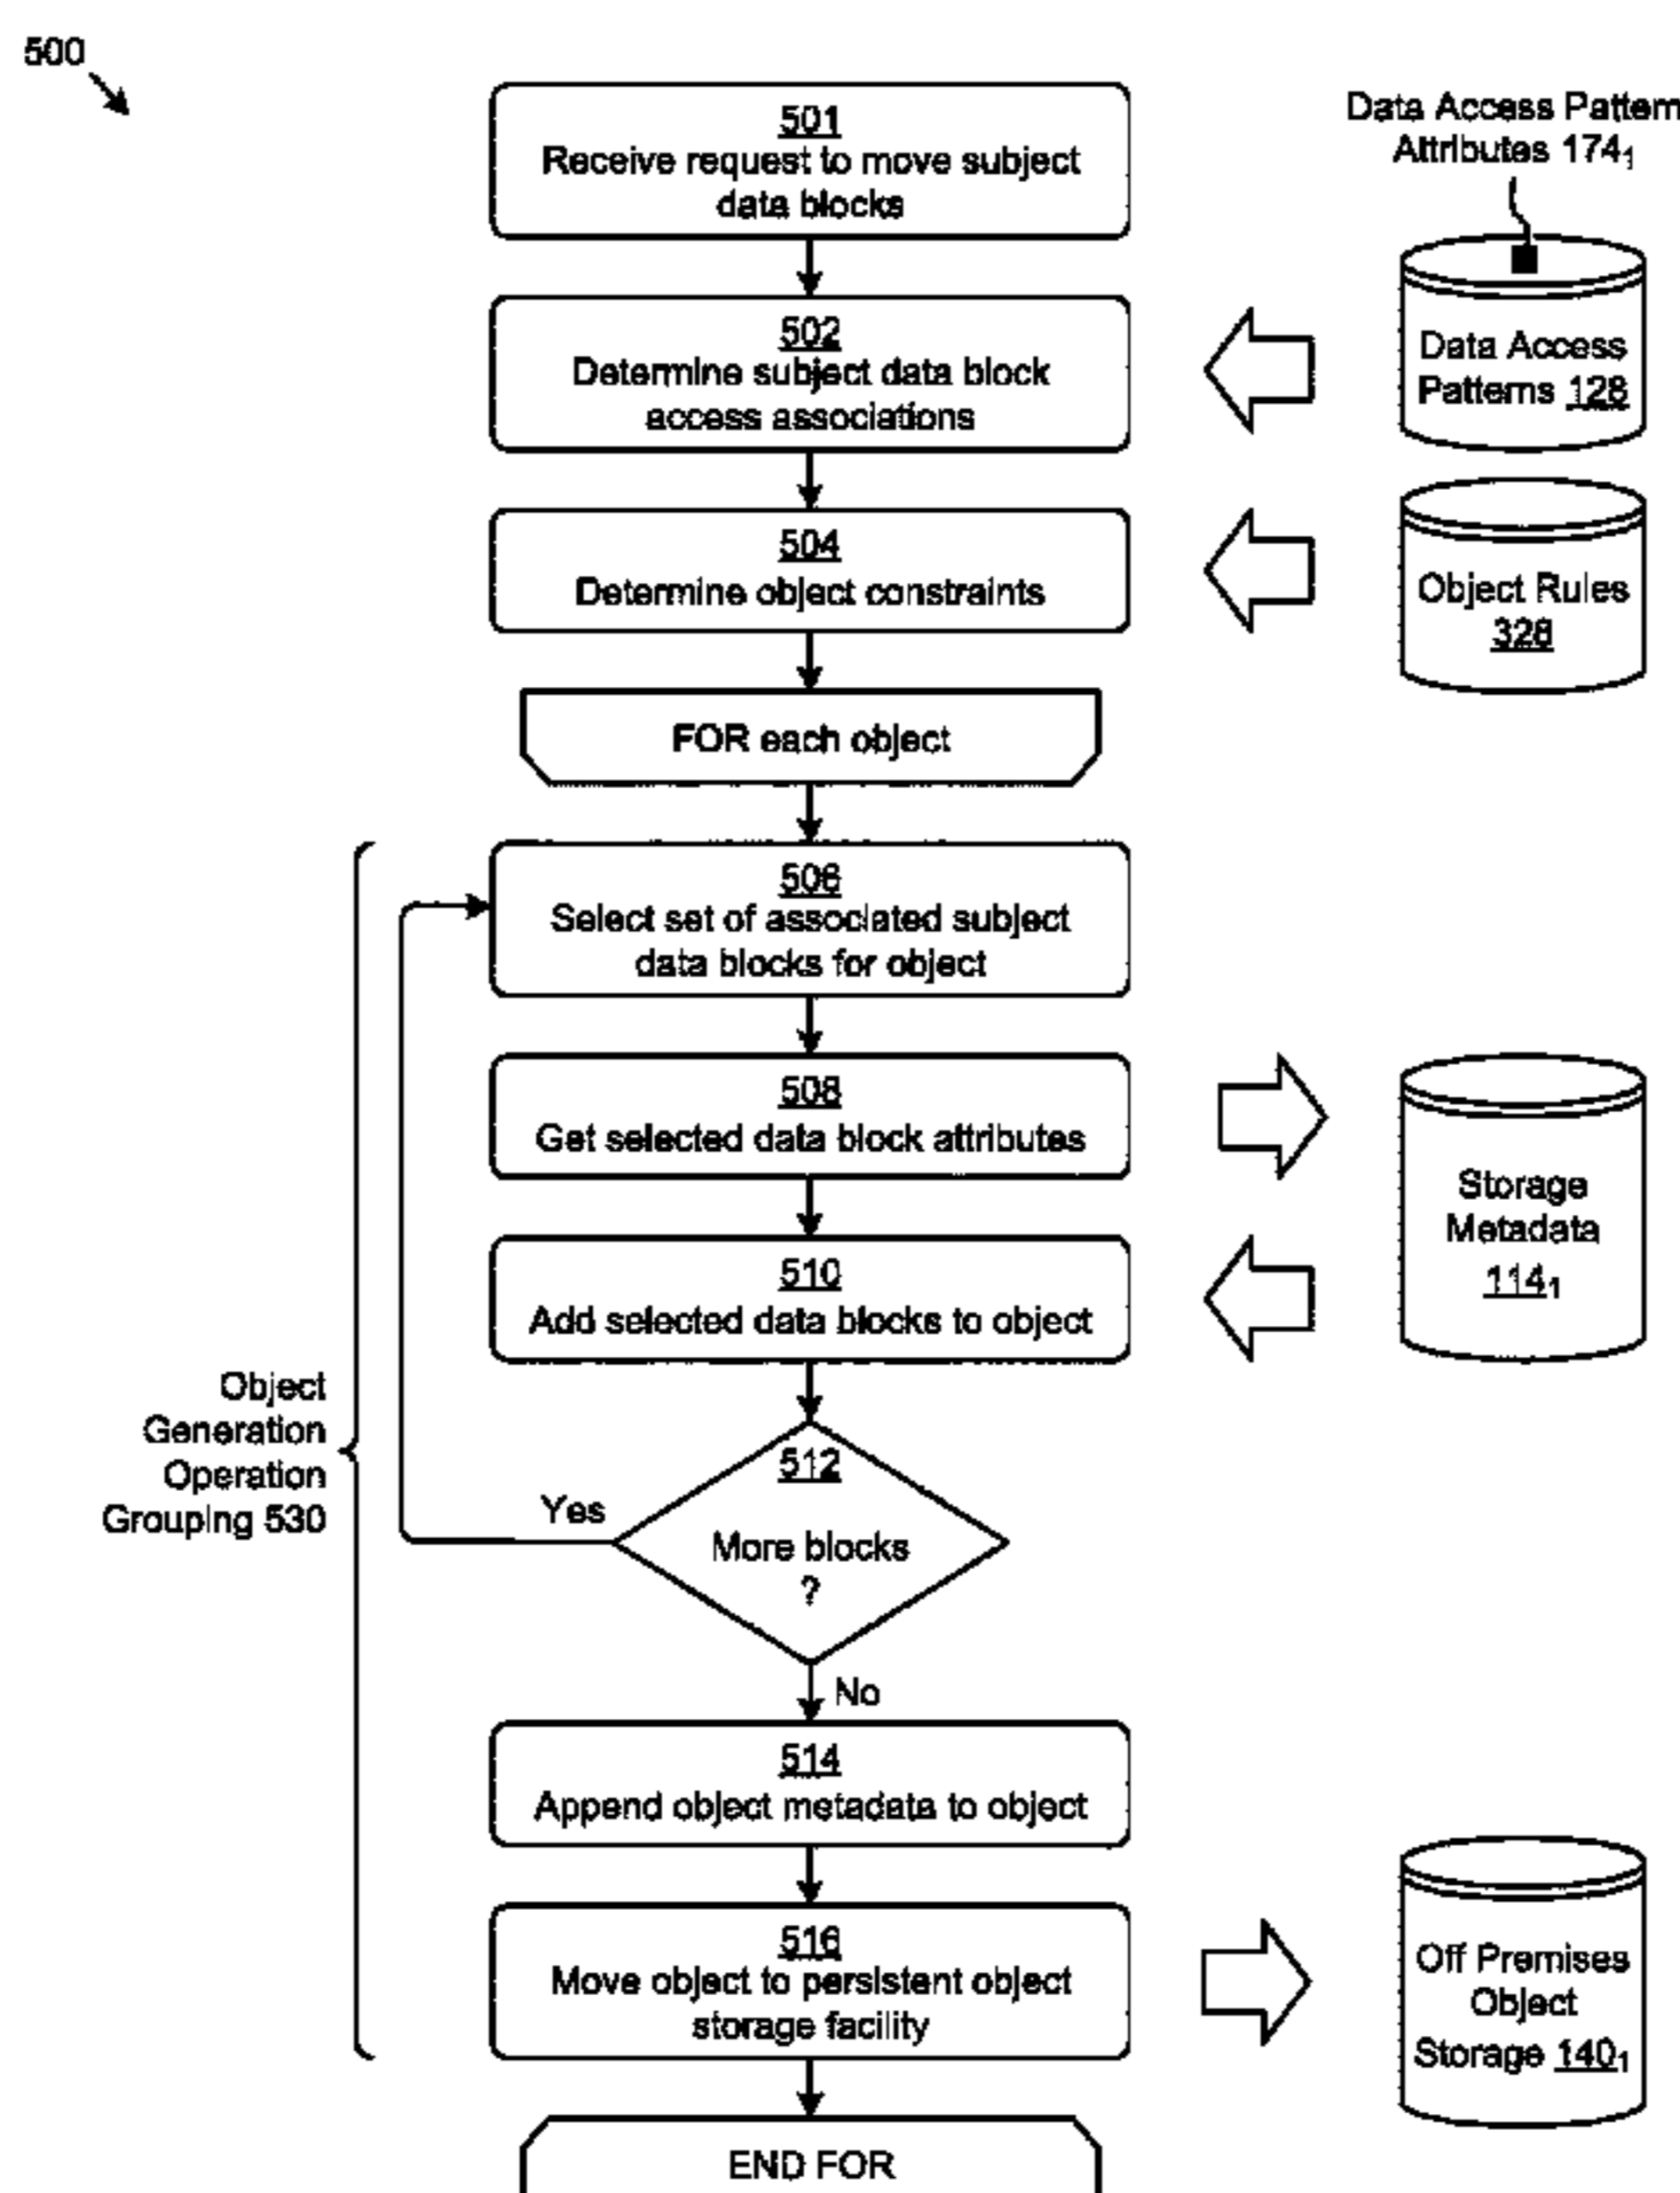 500
501
Receive request to move subject
data blocks
Data Access Pattern
Attributes 174₁
502
Determine subject data block
access associations
Data Access
Patterns 128
504
Determine object constraints
Object Rules
328
FOR each object
506
Select set of associated subject
data blocks for object
508
Get selected data block attributes
Storage
Metadata
114₁
510
Add selected data blocks to object
Object
Generation
Operation
Grouping 530
512
More blocks
?
Yes
No
514
Append object metadata to object
516
Move object to persistent object
storage facility
Off Premises
Object
Storage 140₁
END FOR